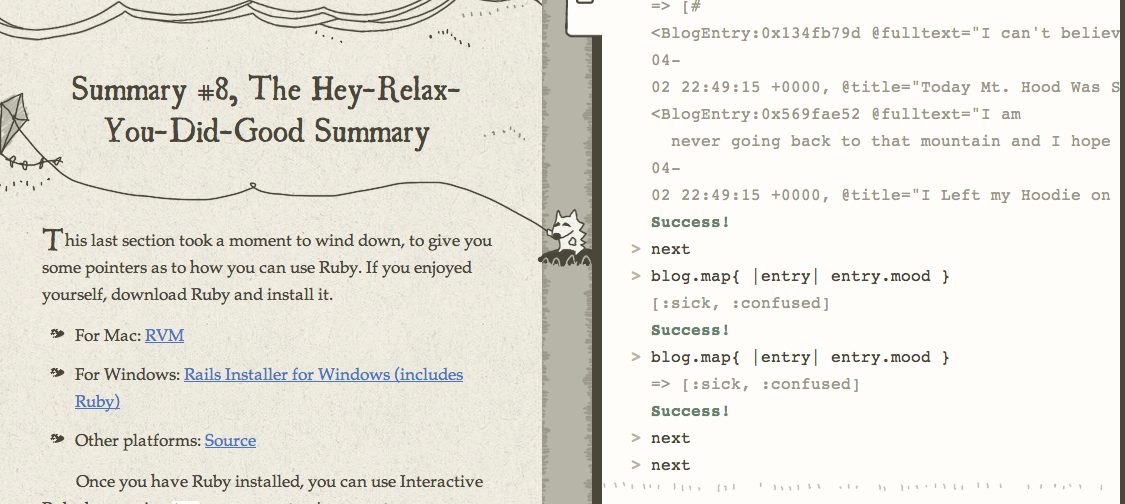 Summary #8, The Hey-Relax-
You-Did-Good Summary
This last section took a moment to wind down, to give you
some pointers as to how you can use Ruby. If you enjoyed
yourself, download Ruby and install it.
For Mac: RVM
For Windows: Rails Installer for Windows (includes
Ruby)
Other platforms: Source
Once you have Ruby installed, you can use Interactive
=> [#
<BlogEntry:0x134fb79d @fulltext="I can't believ
04-
02 22:49:15 +0000, @title="Today Mt. Hood Was S
<BlogEntry:0x569fae52 @fulltext="I am
never going back to that mountain and I hope
04-
02 22:49:15 +0000, @title="I Left my Hoodie on
Success!
> next
> blog.map{ |entry| entry.mood }
[:sick, :confused]
Success!
> blog.map{ |entry| entry.mood }
=> [:sick, :confused]
Success!
> next
> next